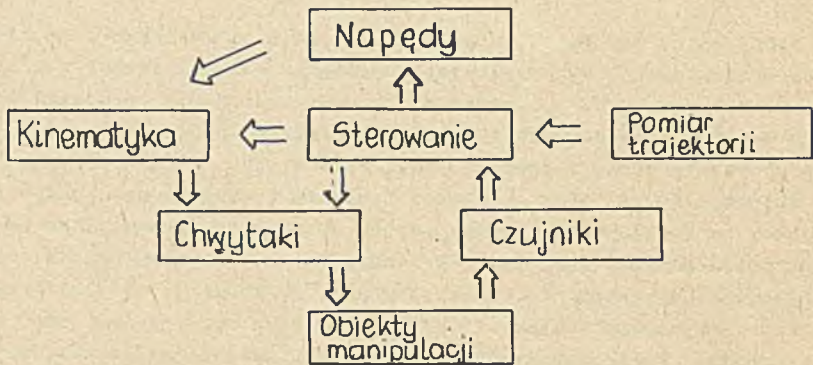 Napędy
Kinematyka
Sterowanie
Pomiar
trajektorii
Chwytaki
Czujniki
Obiekty
manipulacji